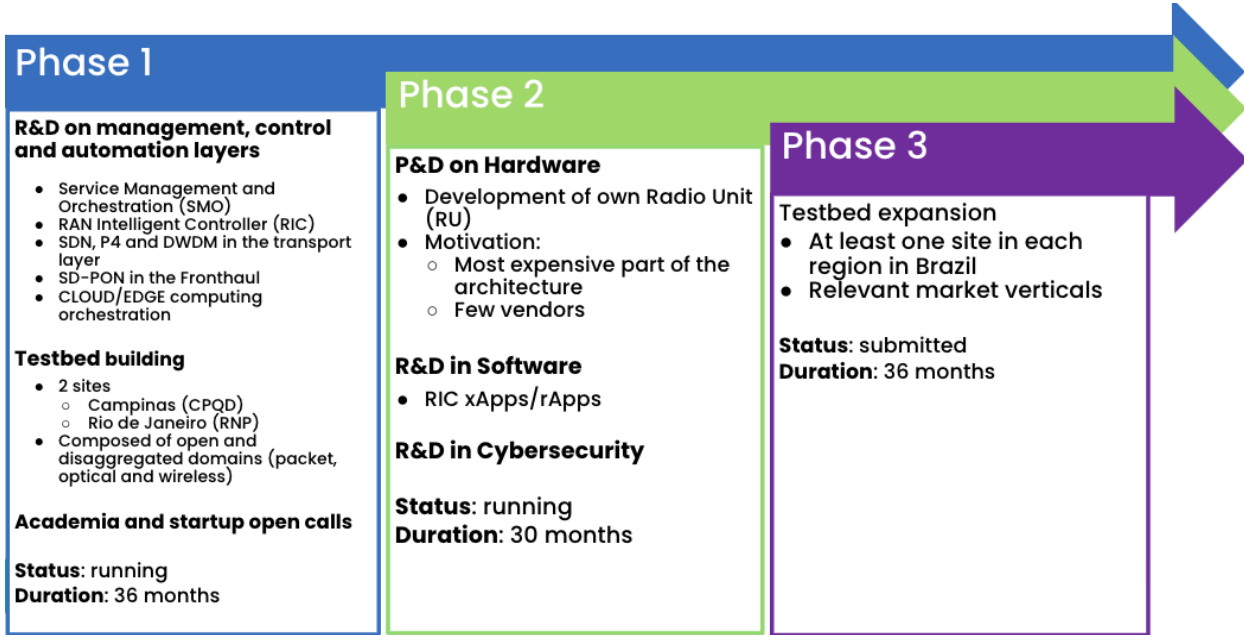 Phase 1
R&D on management, control
and automation layers
● Service Management and
Orchestration (SMO)
● RAN Intelligent Controller (RIC)
● SDN, P4 and DWDM in the transport
layer
● SD-PON in the Fronthaul
● CLOUD/EDGE computing
orchestration
Testbed building
● 2 sites
○ Campinas (CPQD)
○ Rio de Janeiro (RNP)
● Composed of open and
disaggregated domains (packet,
optical and wireless)
Academia and startup open calls
Status: running
Duration: 36 months
Phase 2
P&D on Hardware
● Development of own Radio Unit
(RU)
● Motivation:
○ Most expensive part of the
architecture
○ Few vendors
R&D in Software
● RIC xApps/rApps
R&D in Cybersecurity
Status: running
Duration: 30 months
Phase 3
Testbed expansion
● At least one site in each
region in Brazil
● Relevant market verticals
Status: submitted
Duration: 36 months